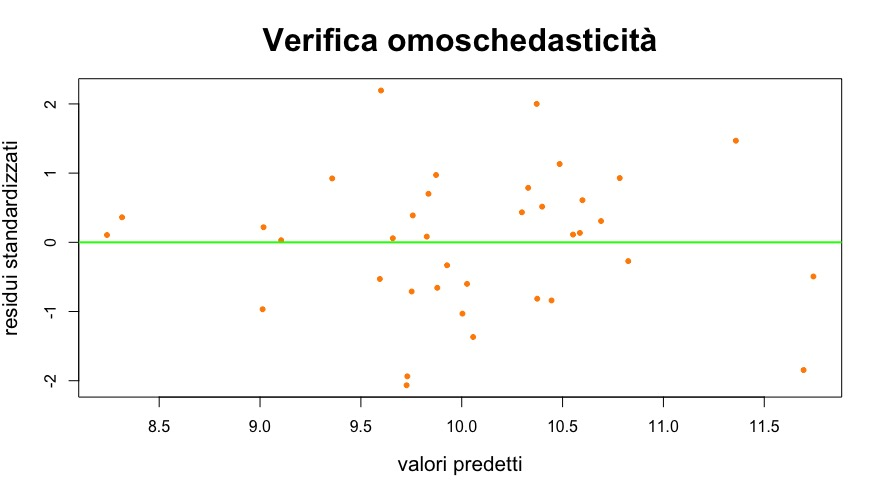 Verifica omoschedasticità
residui standardizzati
2
1
0
-1
-2
8.5 9.0 9.5 10.0 10.5 11.0 11.5
valori predetti